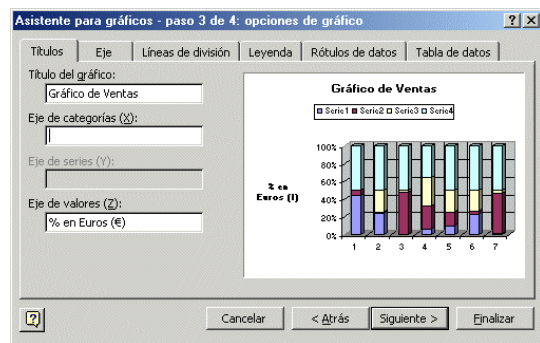 Asistente para gráficos - paso 3 de 4: opciones de gráfico
Títulos Eje Líneas de división Leyenda Rótulos de datos Tabla de datos
Título del gráfico:
Gráfico de Ventas
Eje de categorías (X):
Eje de series (Y):
Eje de valores (Z):
% en Euros (€)
Gráfico de Ventas
Serie1 Serie2 Serie3 Serie4
% en
Euros (I)
100%
80%
60%
40%
20%
0%
1 2 3 4 5 6 7
Cancelar < Atrás Siguiente > Finalizar